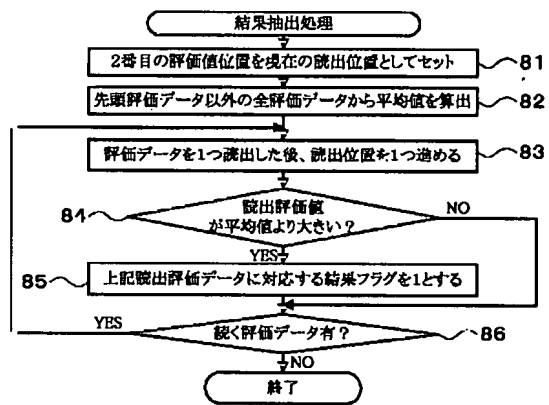 結果抽出処理
2番目の評価値位置を現在の読出位置としてセット
81
先頭評価データ以外の全評価データから平均値を算出
82
評価データを1つ読出した後、読出位置を1つ進める
83
84
読出評価値
が平均値より大きい?
NO
YES
85
上記読出評価データに対応する結果フラグを1とする
YES
続く評価データ有?
86
NO
終了